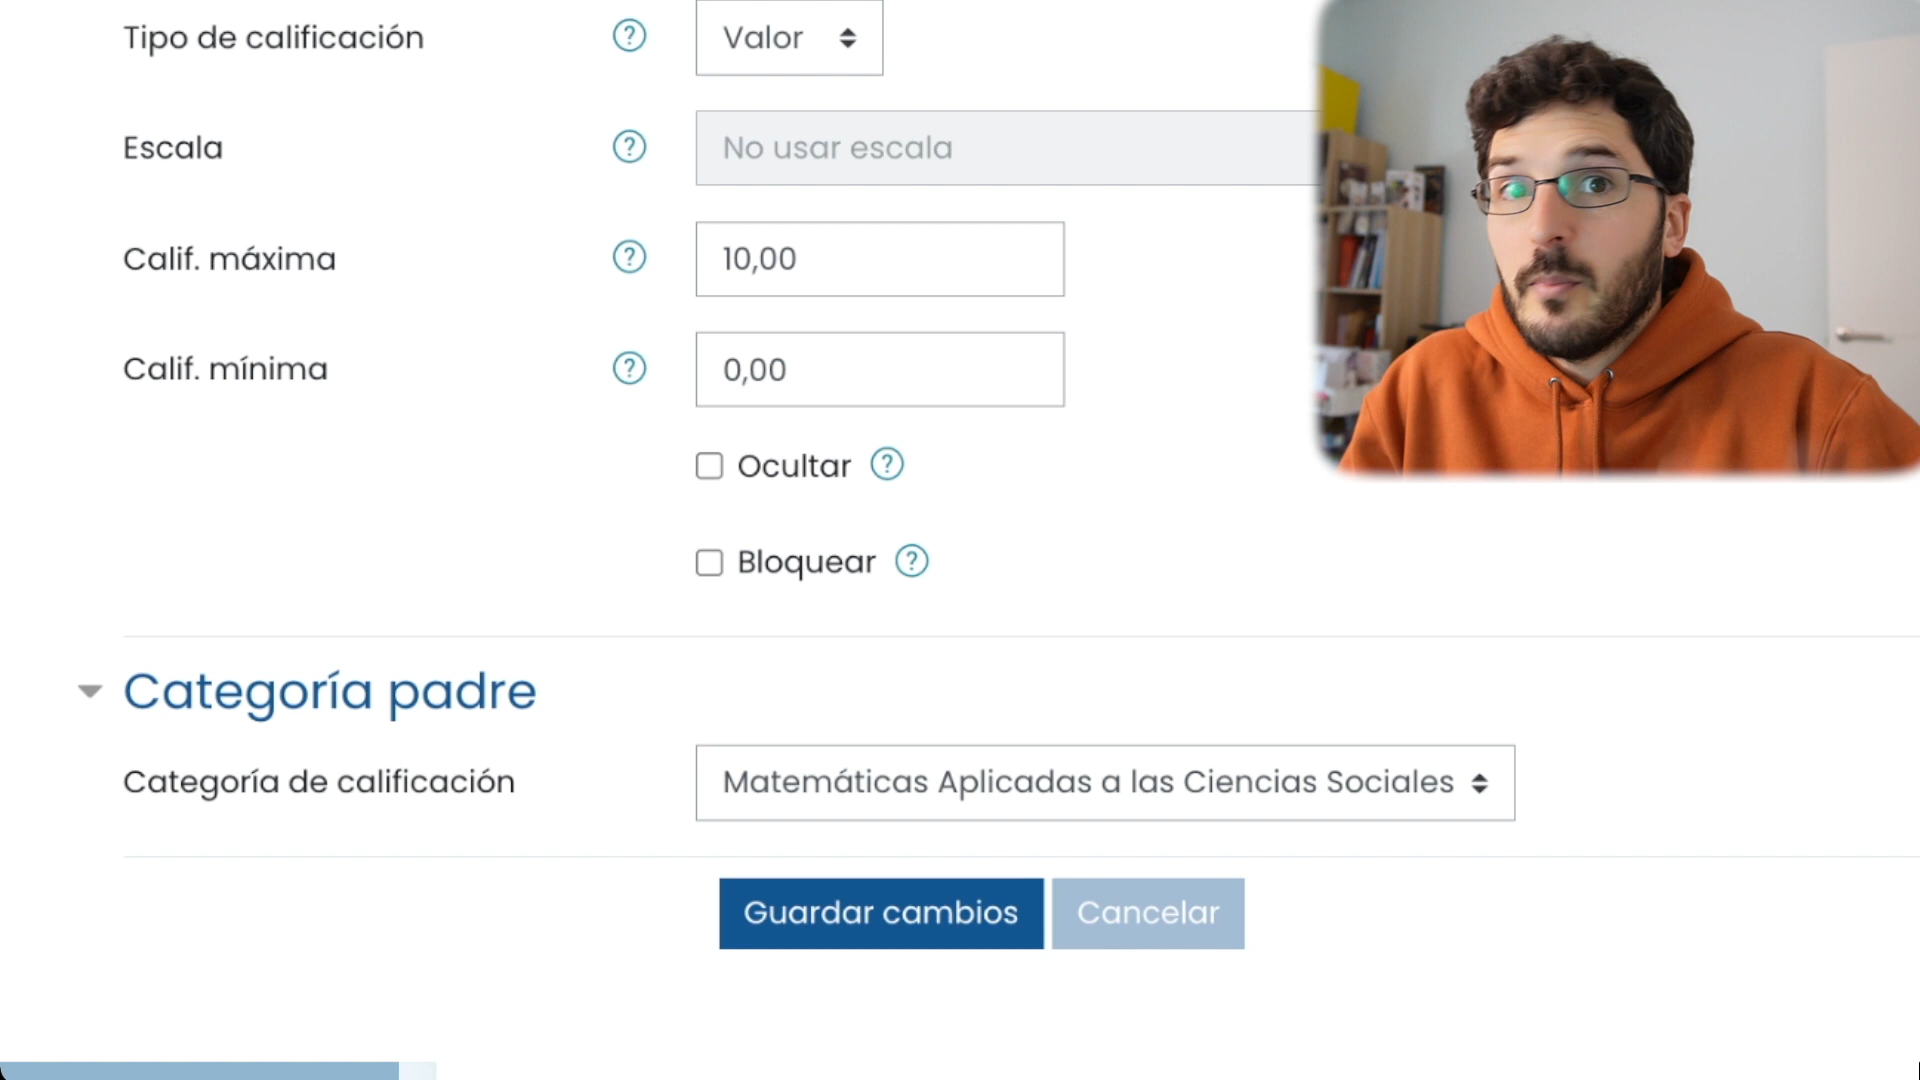 Tipo de calificación ? Valor
Escala ? No usar escala
Calif. máxima ? 10,00
Calif. mínima ? 0,00
Ocultar ?
Bloquear ?
Categoría padre
Categoría de calificación Matemáticas Aplicadas a las Ciencias Sociales
Guardar cambios Cancelar